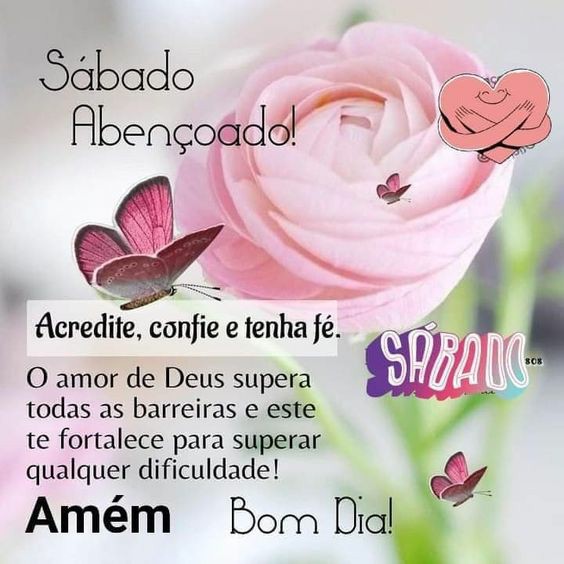 Sábado
Abençoado!
Acredite, confie e tenha fé.
SÁBADO
O amor de Deus supera
todas as barreiras e este
te fortalece para superar
qualquer dificuldade!
Amém Bom Dia!